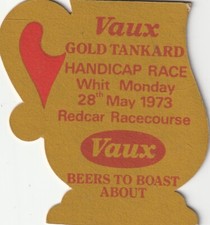 Vaux
GOLD TANKARD
HANDICAP RACE
Whit Monday
28th May 1973
Redcar Racecourse
Vaux
BEERS TO BOAST
ABOUT